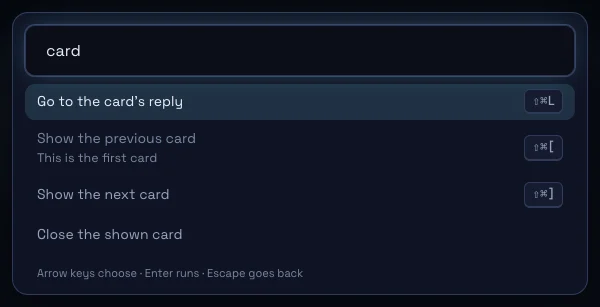 card
Go to the card's reply ⇧⌘L
Show the previous card ⇧⌘[
This is the first card
Show the next card ⇧⌘]
Close the shown card
Arrow keys choose · Enter runs · Escape goes back